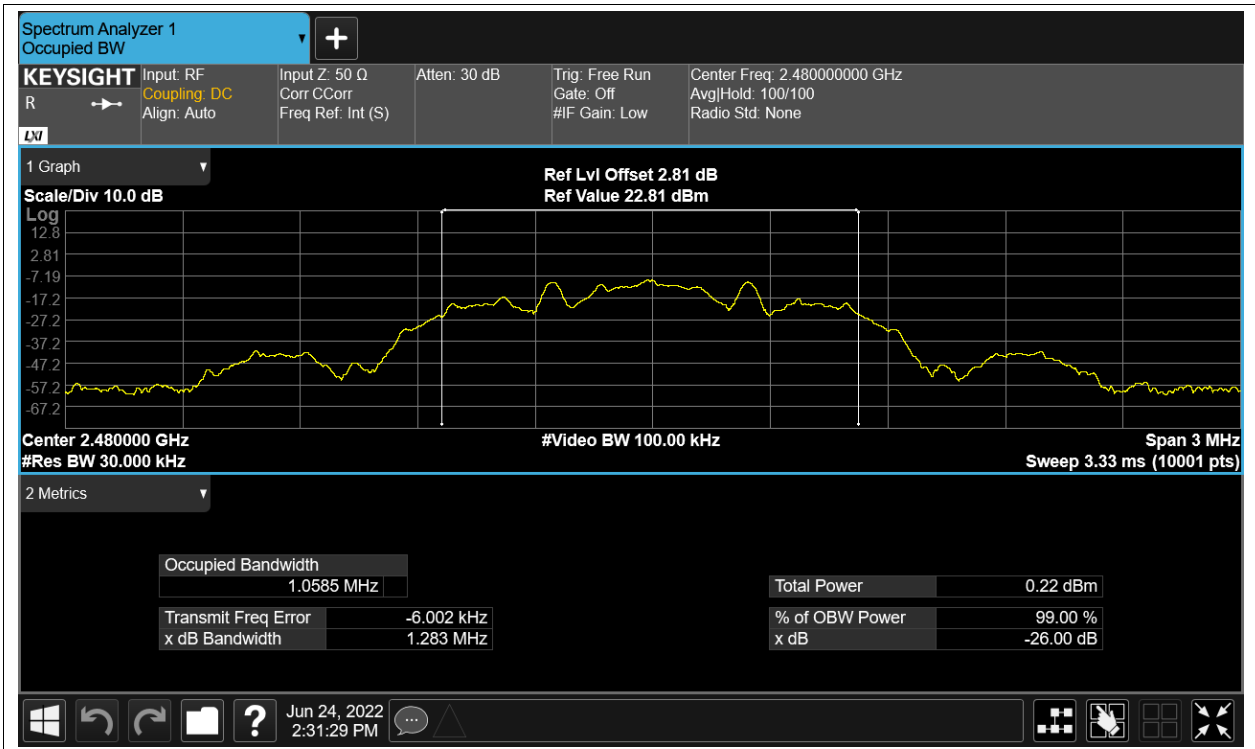 Spectrum Analyzer 1
Occupied BW
KEYSIGHT
R
LXI
Input: RF
Coupling: DC
Align: Auto
Input Z: 50 Ω
Corr CCorr
Freq Ref: Int (S)
Atten: 30 dB
Trig: Free Run
Gate: Off
#IF Gain: Low
Center Freq: 2.480000000 GHz
Avg|Hold: 100/100
Radio Std: None
1 Graph
Scale/Div 10.0 dB
Ref Lvl Offset 2.81 dB
Ref Value 22.81 dBm
Log
12.8
2.81
-7.19
-17.2
-27.2
-37.2
-47.2
-57.2
-67.2
Center 2.480000 GHz
#Res BW 30.000 kHz
#Video BW 100.00 kHz
Span 3 MHz
Sweep 3.33 ms (10001 pts)
2 Metrics
Occupied Bandwidth
1.0585 MHz
Total Power 0.22 dBm
Transmit Freq Error -6.002 kHz
x dB Bandwidth 1.283 MHz
% of OBW Power 99.00 %
x dB -26.00 dB
?
Jun 24, 2022
2:31:29 PM